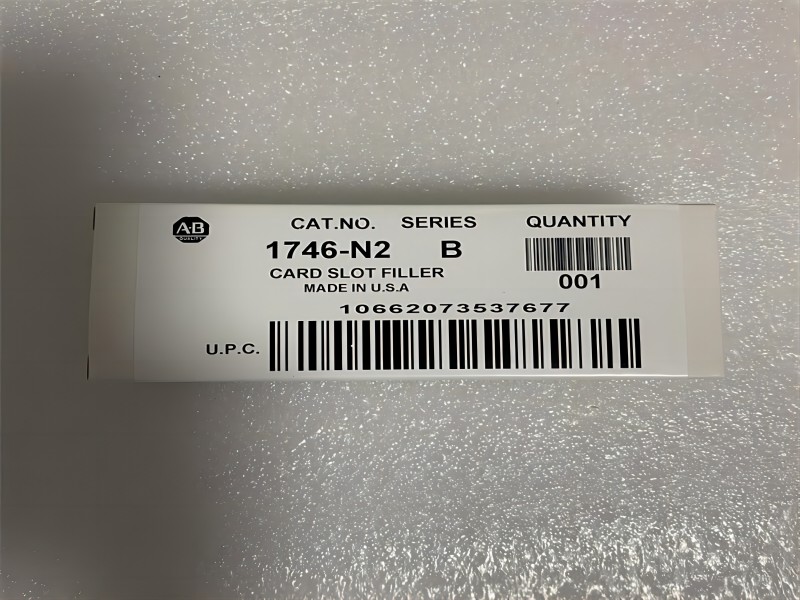 A-B
QUALITY
CAT.NO. SERIES QUANTITY
1746-N2 B
CARD SLOT FILLER
001
MADE IN U.S.A
10662073537677
U.P.C.